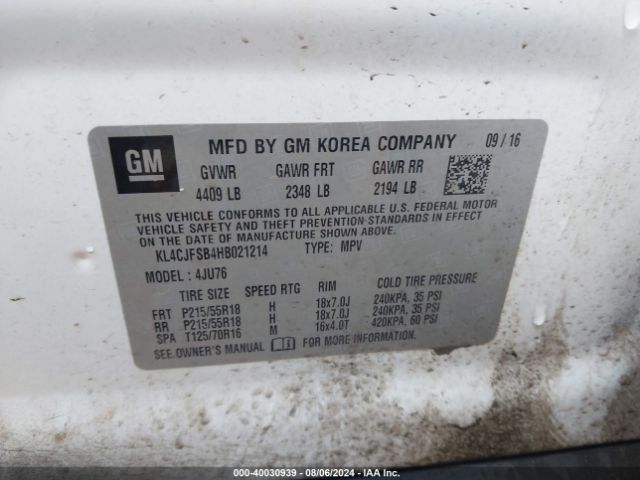 GM MFD BY GM KOREA COMPANY 09/16
GVWR GAWR FRT GAWR RR
4409 LB 2348 LB 2194 LB
THIS VEHICLE CONFORMS TO ALL APPLICABLE U.S. FEDERAL MOTOR
VEHICLE SAFETY AND THEFT PREVENTION STANDARDS IN EFFECT
ON THE DATE OF MANUFACTURE SHOWN ABOVE.
KL4CJFSB4HB021214 TYPE: MPV
MODEL: 4JU76
TIRE SIZE SPEED RTG RIM COLD TIRE PRESSURE
FRT P215/55R18 H 18x7.0J 240KPA, 35 PSI
RR P215/55R18 H 18x7.0J 240KPA, 35 PSI
SPA T125/70R16 M 16x4.0T 420KPA, 60 PSI
SEE OWNER'S MANUAL FOR MORE INFORMATION.
000-40030939 - 08/06/2024 - IAA Inc.